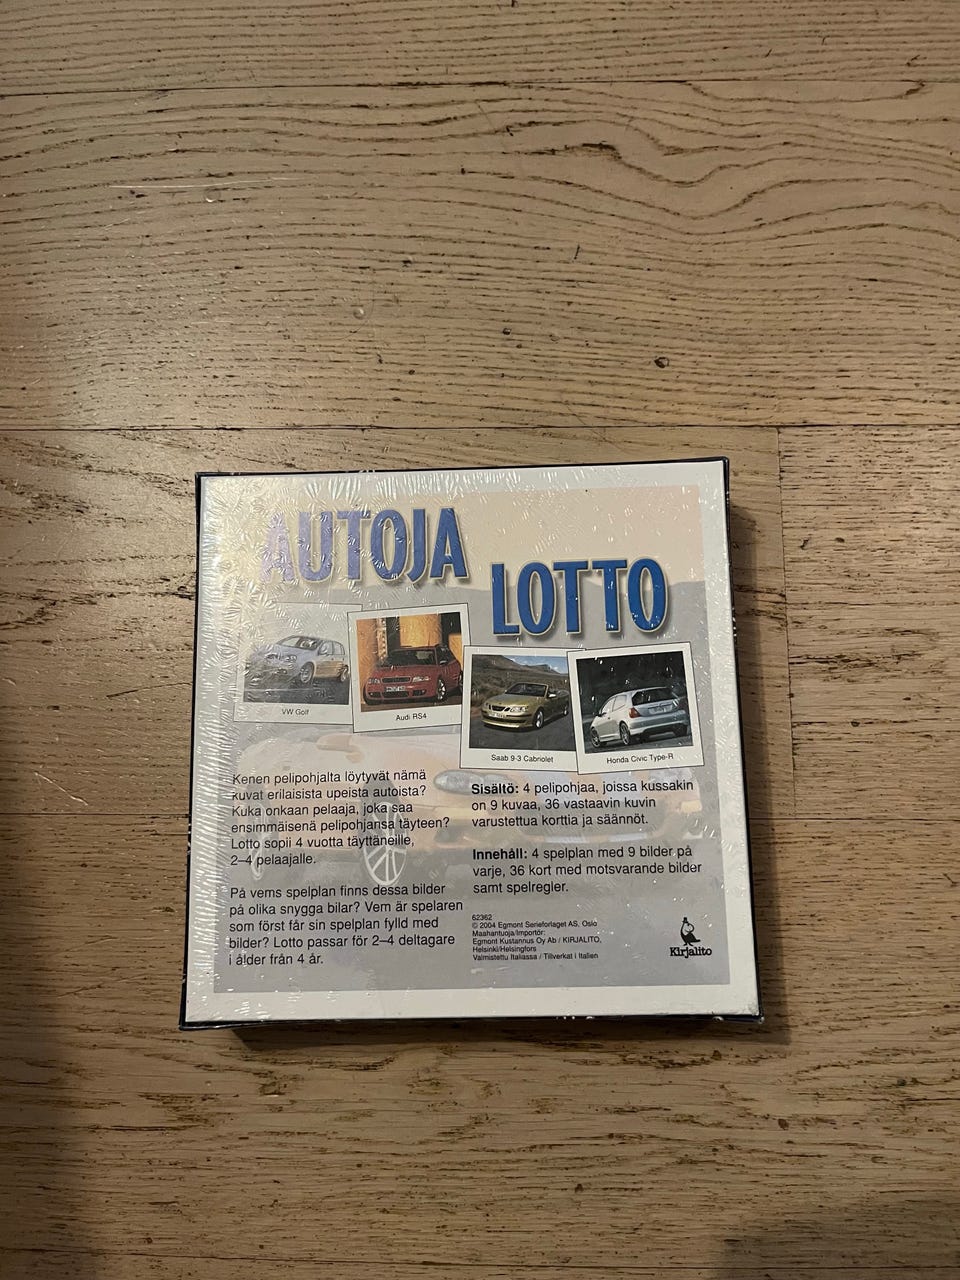 AUTOJA
LOTTO
VW Golf
Audi RS4
Saab 9-3 Cabriolet
Honda Civic Type-R
Kenen pelipohjalta löytyvät nämä
kuvat erilaisista upeista autoista?
Kuka onkaan pelaaja, joka saa
ensimmäisenä pelipohjansa täyteen?
Lotto sopii 4 vuotta täyttäneille,
2–4 pelaajalle.
På vems spelplan finns dessa bilder
på olika snygga bilar? Vem är spelaren
som först får sin spelplan fylld med
bilder? Lotto passar för 2–4 deltagare
i ålder från 4 år.
Sisältö: 4 pelipohjaa, joissa kussakin
on 9 kuvaa, 36 vastaavin kuvin
varustettua korttia ja säännöt.
Innehåll: 4 spelplan med 9 bilder på
varje, 36 kort med motsvarande bilder
samt spelregler.
62362
© 2004 Egmont Serieforlaget AS, Oslo
Maahantuoja/Importör:
Egmont Kustannus Oy Ab / KIRJALITO,
Helsinki/Helsingfors
Valmistettu Italiassa / Tillverkat i Italien
Kirjalito